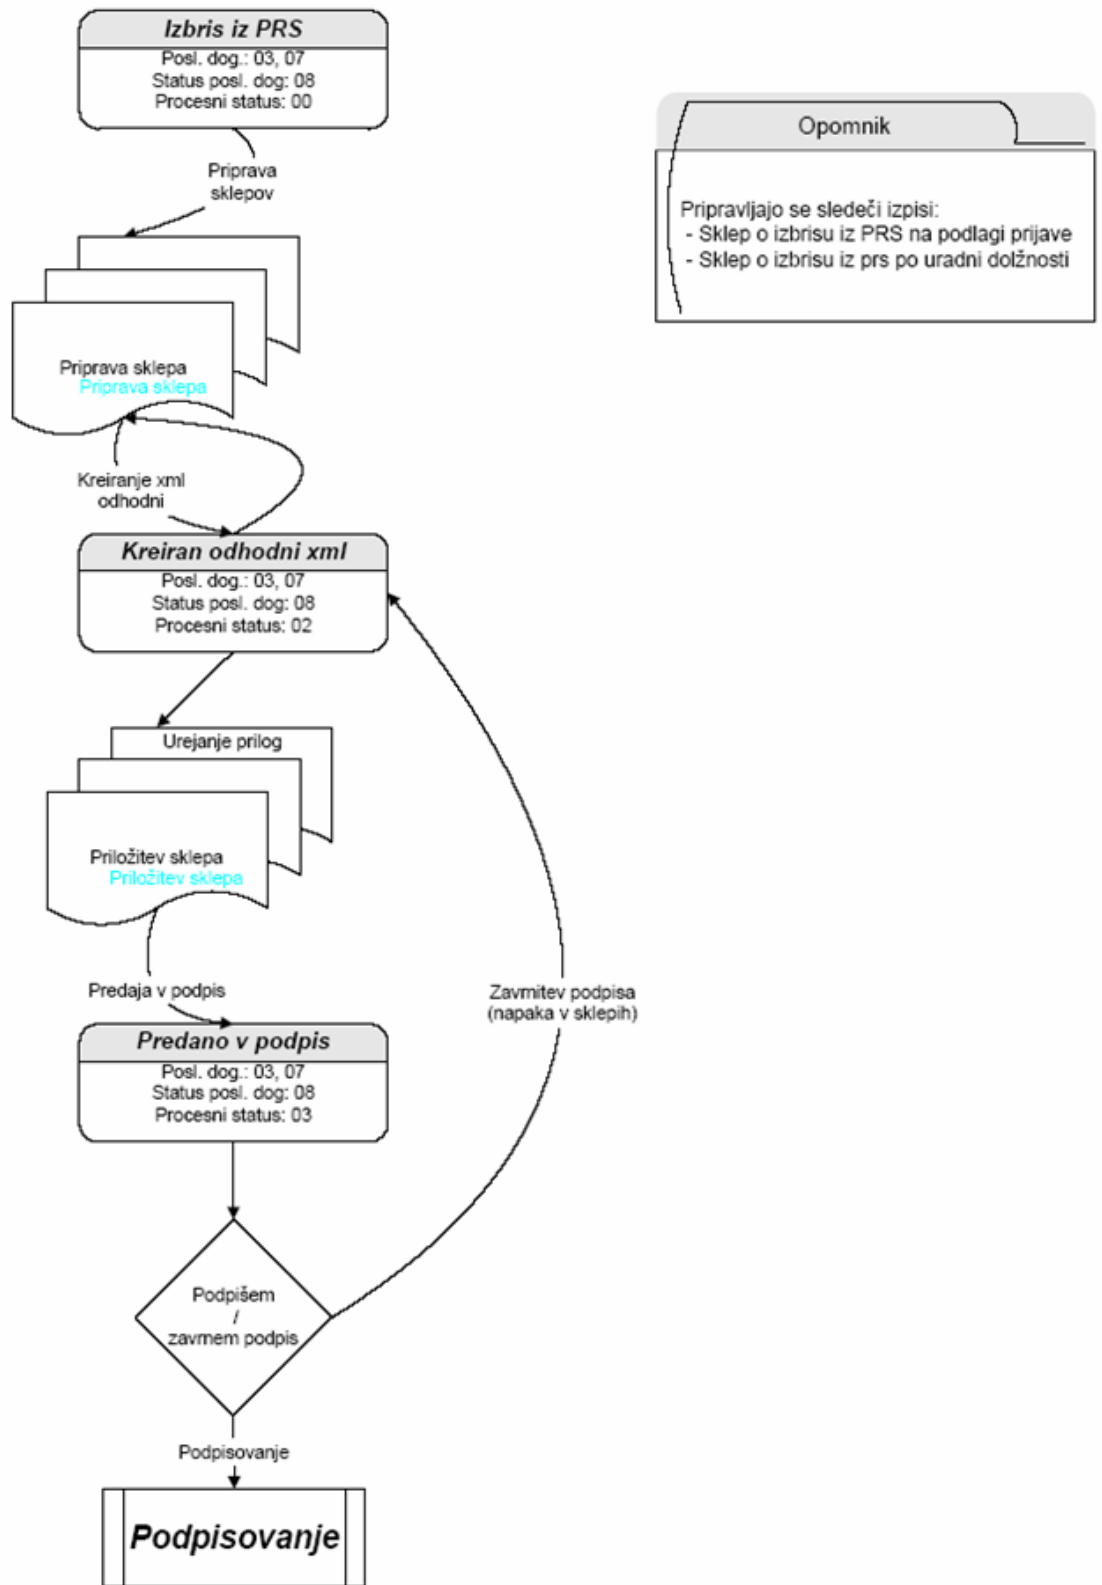 Izbris iz PRS
Posl. dog.: 03, 07
Status posl. dog: 08
Procesni status: 00
Opomnik
Pripravljajo se sledeči izpisi:
- Sklep o izbrisu iz PRS na podlagi prijave
- Sklep o izbrisu iz prs po uradni dolžnosti
Priprava
sklepov
Priprava sklepa
Priprava sklepa
Kreiranje xml
odhodni
Kreiran odhodni xml
Posl. dog.: 03, 07
Status posl. dog: 08
Procesni status: 02
Urejanje prilog
Priložitev sklepa
Priložitev sklepa
Predaja v podpis
Zavrnitev podpisa
(napaka v sklepih)
Predano v podpis
Posl. dog.: 03, 07
Status posl. dog: 08
Procesni status: 03
Podpišem
/
zavrnem podpis
Podpisovanje
Podpisovanje